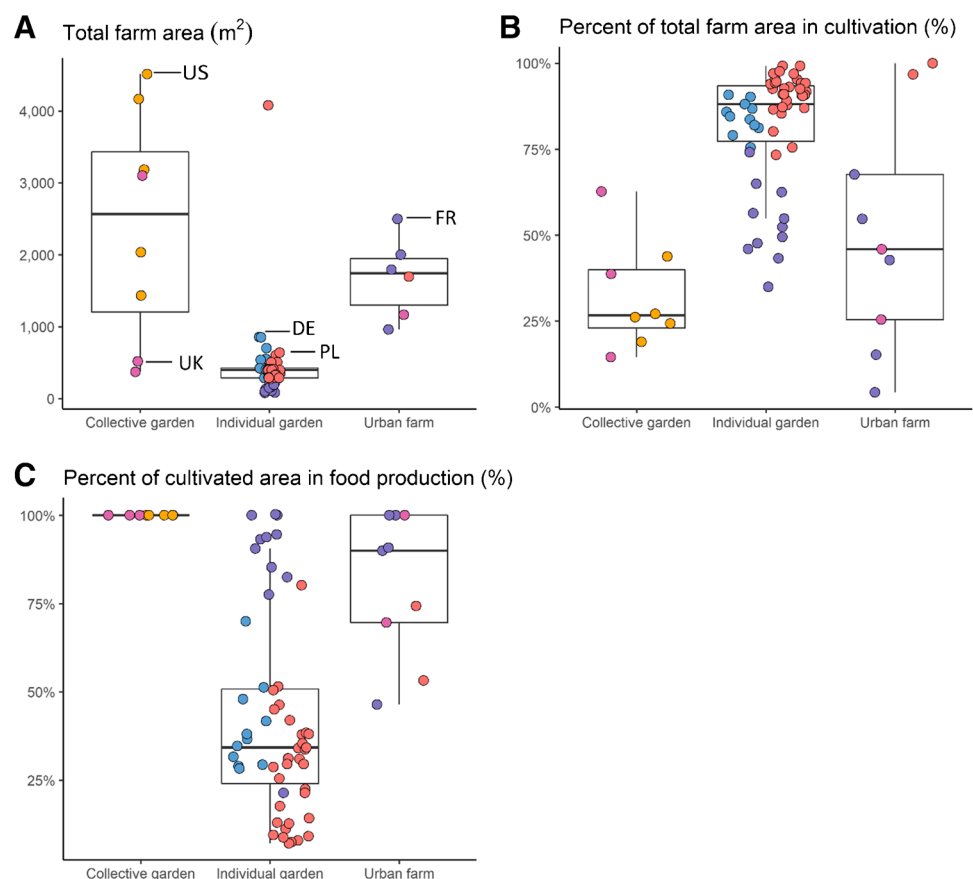 A Total farm area (m²)
US
4,000
3,000
FR
2,000
1,000
DE
PL
UK
0
Collective garden Individual garden Urban farm
B Percent of total farm area in cultivation (%)
100%
75%
50%
25%
0%
Collective garden Individual garden Urban farm
C Percent of cultivated area in food production (%)
100%
75%
50%
25%
Collective garden Individual garden Urban farm